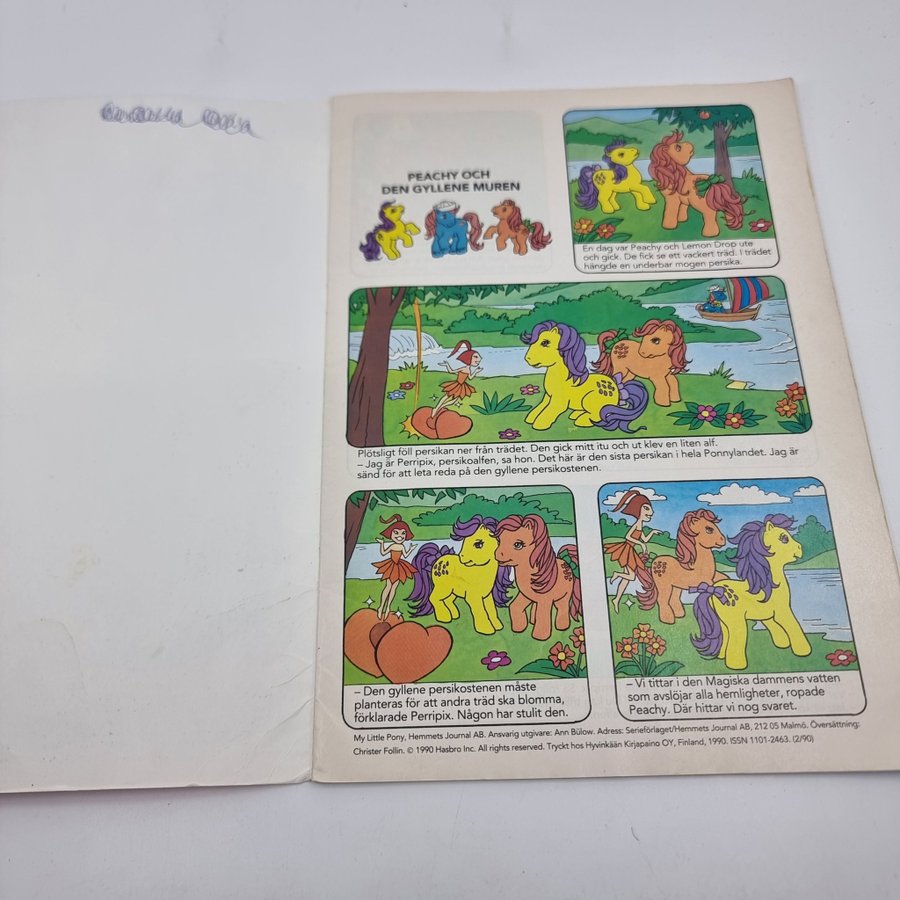 PEACHY OCH
DEN GYLLENE MUREN
En dag var Peachy och Lemon Drop ute
och gick. De fick se ett vackert träd. I trädet
hängde en underbar mogen persika.
Plötsligt föll persikan ner från trädet. Den gick mitt itu och ut klev en liten alf.
– Jag är Perripix, persikoalfen, sa hon. Det här är den sista persikan i hela Ponnylandet. Jag är
sänd för att leta reda på den gyllene persikostenen.
– Den gyllene persikostenen måste
planteras för att andra träd ska blomma,
förklarade Perripix. Någon har stulit den.
– Vi tittar i den Magiska dammens vatten
som avslöjar alla hemligheter, ropade
Peachy. Där hittar vi nog svaret.
My Little Pony, Hemmets Journal AB. Ansvarig utgivare: Ann Bülow. Adress: Serieförlaget/Hemmets Journal AB, 212 05 Malmö. Översättning:
Christer Follin. © 1990 Hasbro Inc. All rights reserved. Tryckt hos Hyvinkään Kirjapaino OY, Finland, 1990. ISSN 1101-2463. (2/90)